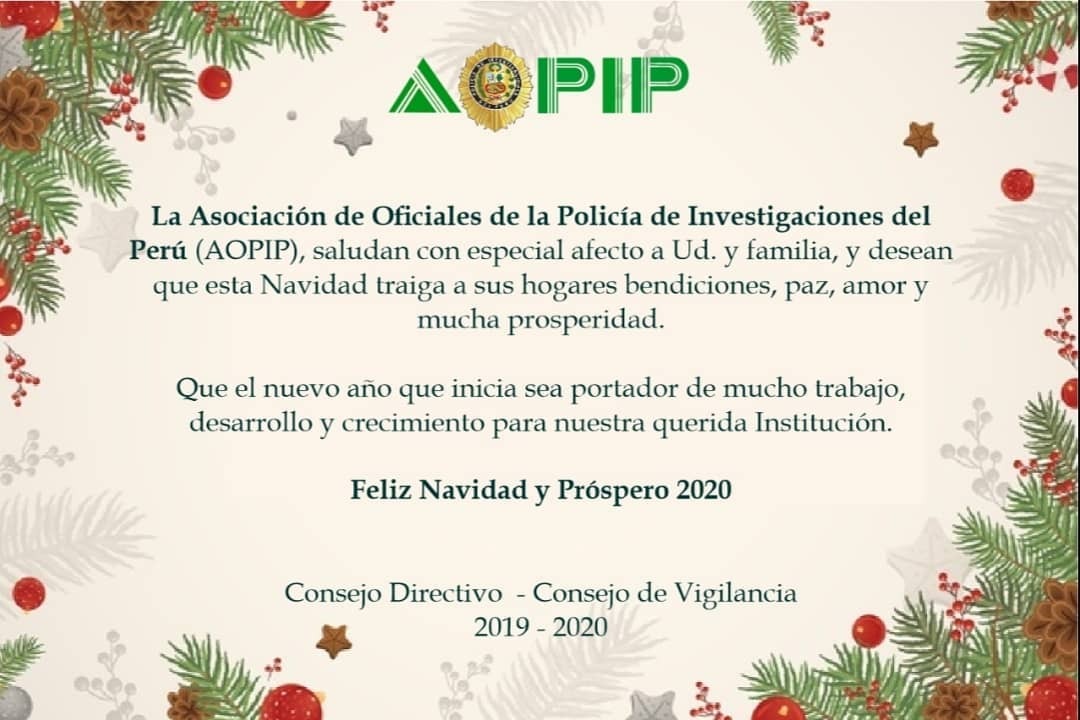 AOPIP
La Asociación de Oficiales de la Policía de Investigaciones del
Perú (AOPIP), saludan con especial afecto a Ud. y familia, y desean
que esta Navidad traiga a sus hogares bendiciones, paz, amor y
mucha prosperidad.
Que el nuevo año que inicia sea portador de mucho trabajo,
desarrollo y crecimiento para nuestra querida Institución.
Feliz Navidad y Próspero 2020
Consejo Directivo - Consejo de Vigilancia
2019 - 2020